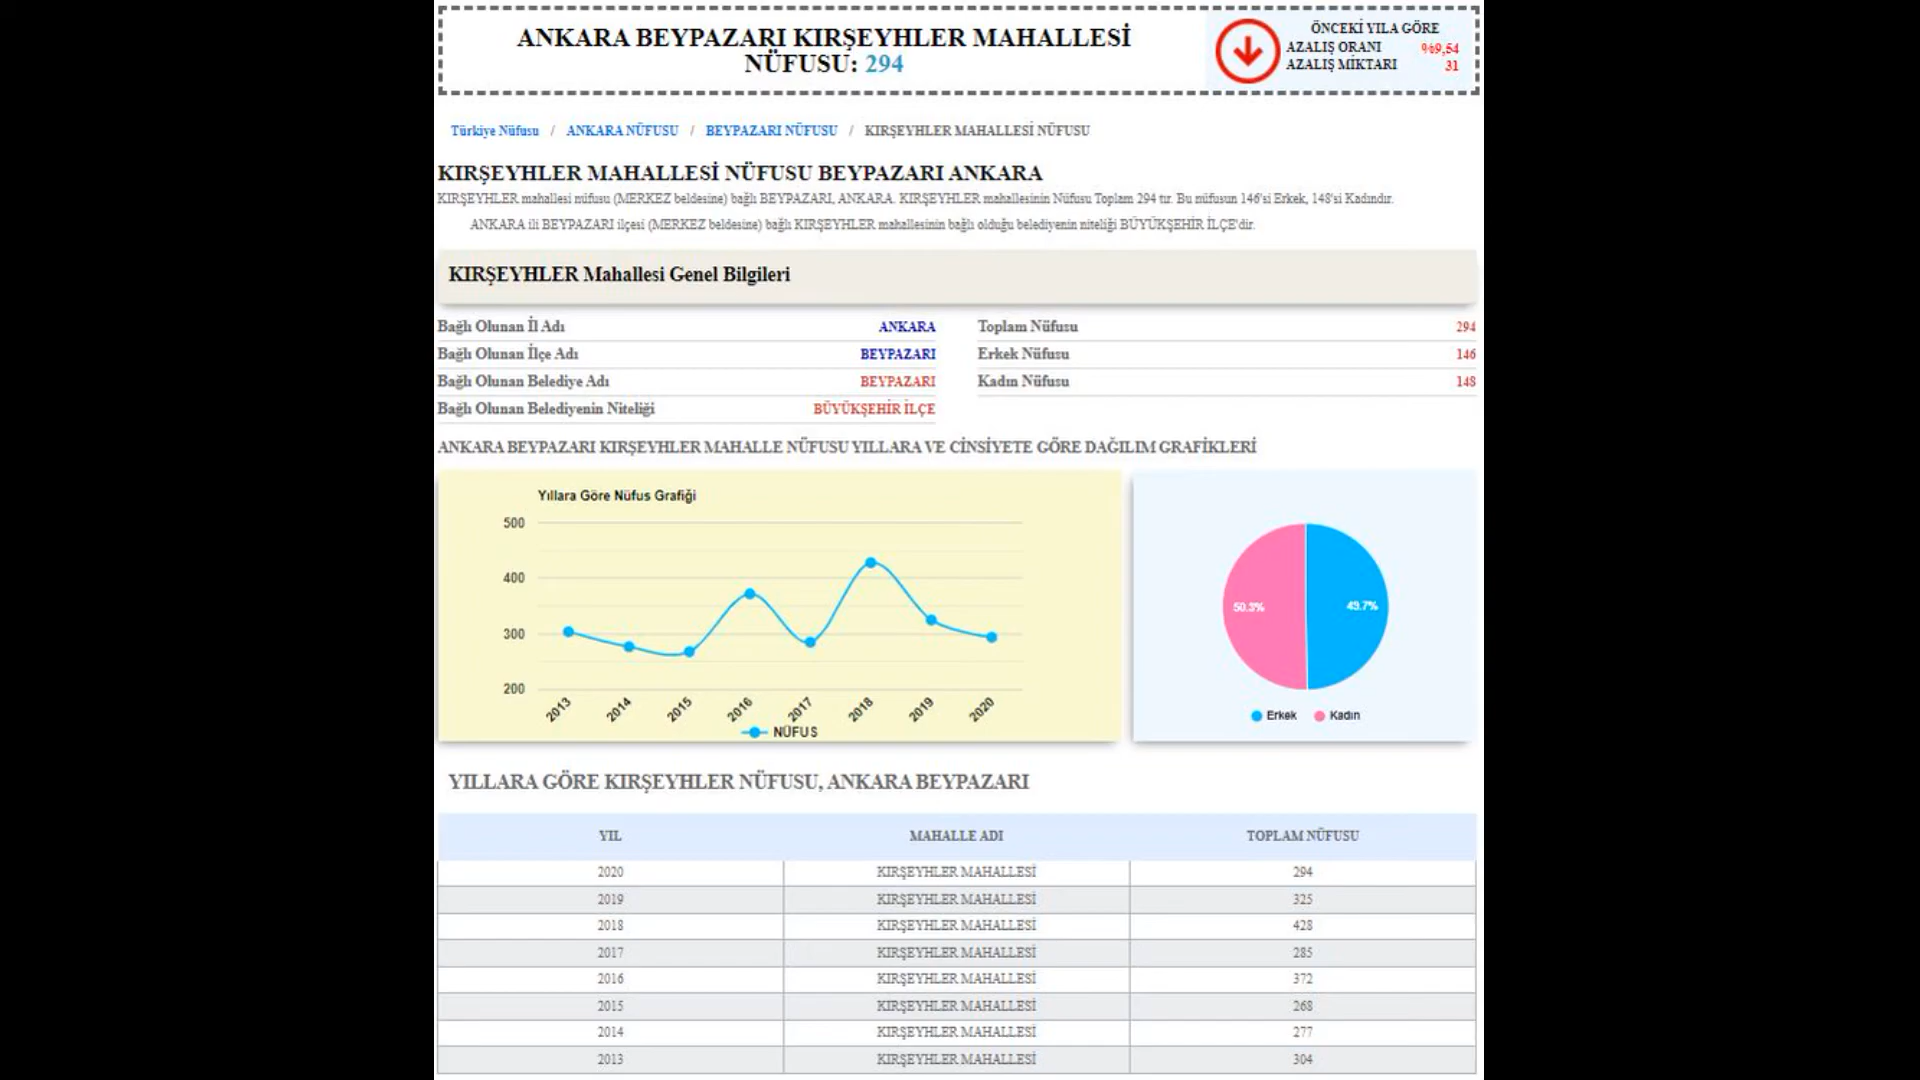 ANKARA BEYPAZARI KIRŞEYHLER MAHALLESİ
NÜFUSU: 294
ÖNCEKİ YILA GÖRE
AZALIŞ ORANI %9,54
AZALIŞ MİKTARI 31
Türkiye Nüfusu / ANKARA NÜFUSU / BEYPAZARI NÜFUSU / KIRŞEYHLER MAHALLESİ NÜFUSU
KIRŞEYHLER MAHALLESİ NÜFUSU BEYPAZARI ANKARA
KIRŞEYHLER mahallesi nüfusu (MERKEZ beldesine) bağlı BEYPAZARI, ANKARA. KIRŞEYHLER mahallesinin Nüfusu Toplam 294 tır. Bu nüfusun 146'si Erkek, 148'si Kadındır.
ANKARA ili BEYPAZARI ilçesi (MERKEZ beldesine) bağlı KIRŞEYHLER mahallesinin bağlı olduğu belediyenin niteliği BÜYÜKŞEHİR İLÇE'dir.
KIRŞEYHLER Mahallesi Genel Bilgileri
Bağlı Olunan İl Adı ANKARA
Bağlı Olunan İlçe Adı BEYPAZARI
Bağlı Olunan Belediye Adı BEYPAZARI
Bağlı Olunan Belediyenin Niteliği BÜYÜKŞEHİR İLÇE
Toplam Nüfusu 294
Erkek Nüfusu 146
Kadın Nüfusu 148
ANKARA BEYPAZARI KIRŞEYHLER MAHALLE NÜFUSU YILLARA VE CİNSİYETE GÖRE DAĞILIM GRAFİKLERİ
Yıllara Göre Nüfus Grafiği
500
400
300
200
2013 2014 2015 2016 2017 2018 2019 2020
NÜFUS
50.3% 49.7%
Erkek Kadın
YILLARA GÖRE KIRŞEYHLER NÜFUSU, ANKARA BEYPAZARI
YIL MAHALLE ADI TOPLAM NÜFUSU
2020 KIRŞEYHLER MAHALLESİ 294
2019 KIRŞEYHLER MAHALLESİ 325
2018 KIRŞEYHLER MAHALLESİ 428
2017 KIRŞEYHLER MAHALLESİ 285
2016 KIRŞEYHLER MAHALLESİ 372
2015 KIRŞEYHLER MAHALLESİ 268
2014 KIRŞEYHLER MAHALLESİ 277
2013 KIRŞEYHLER MAHALLESİ 304